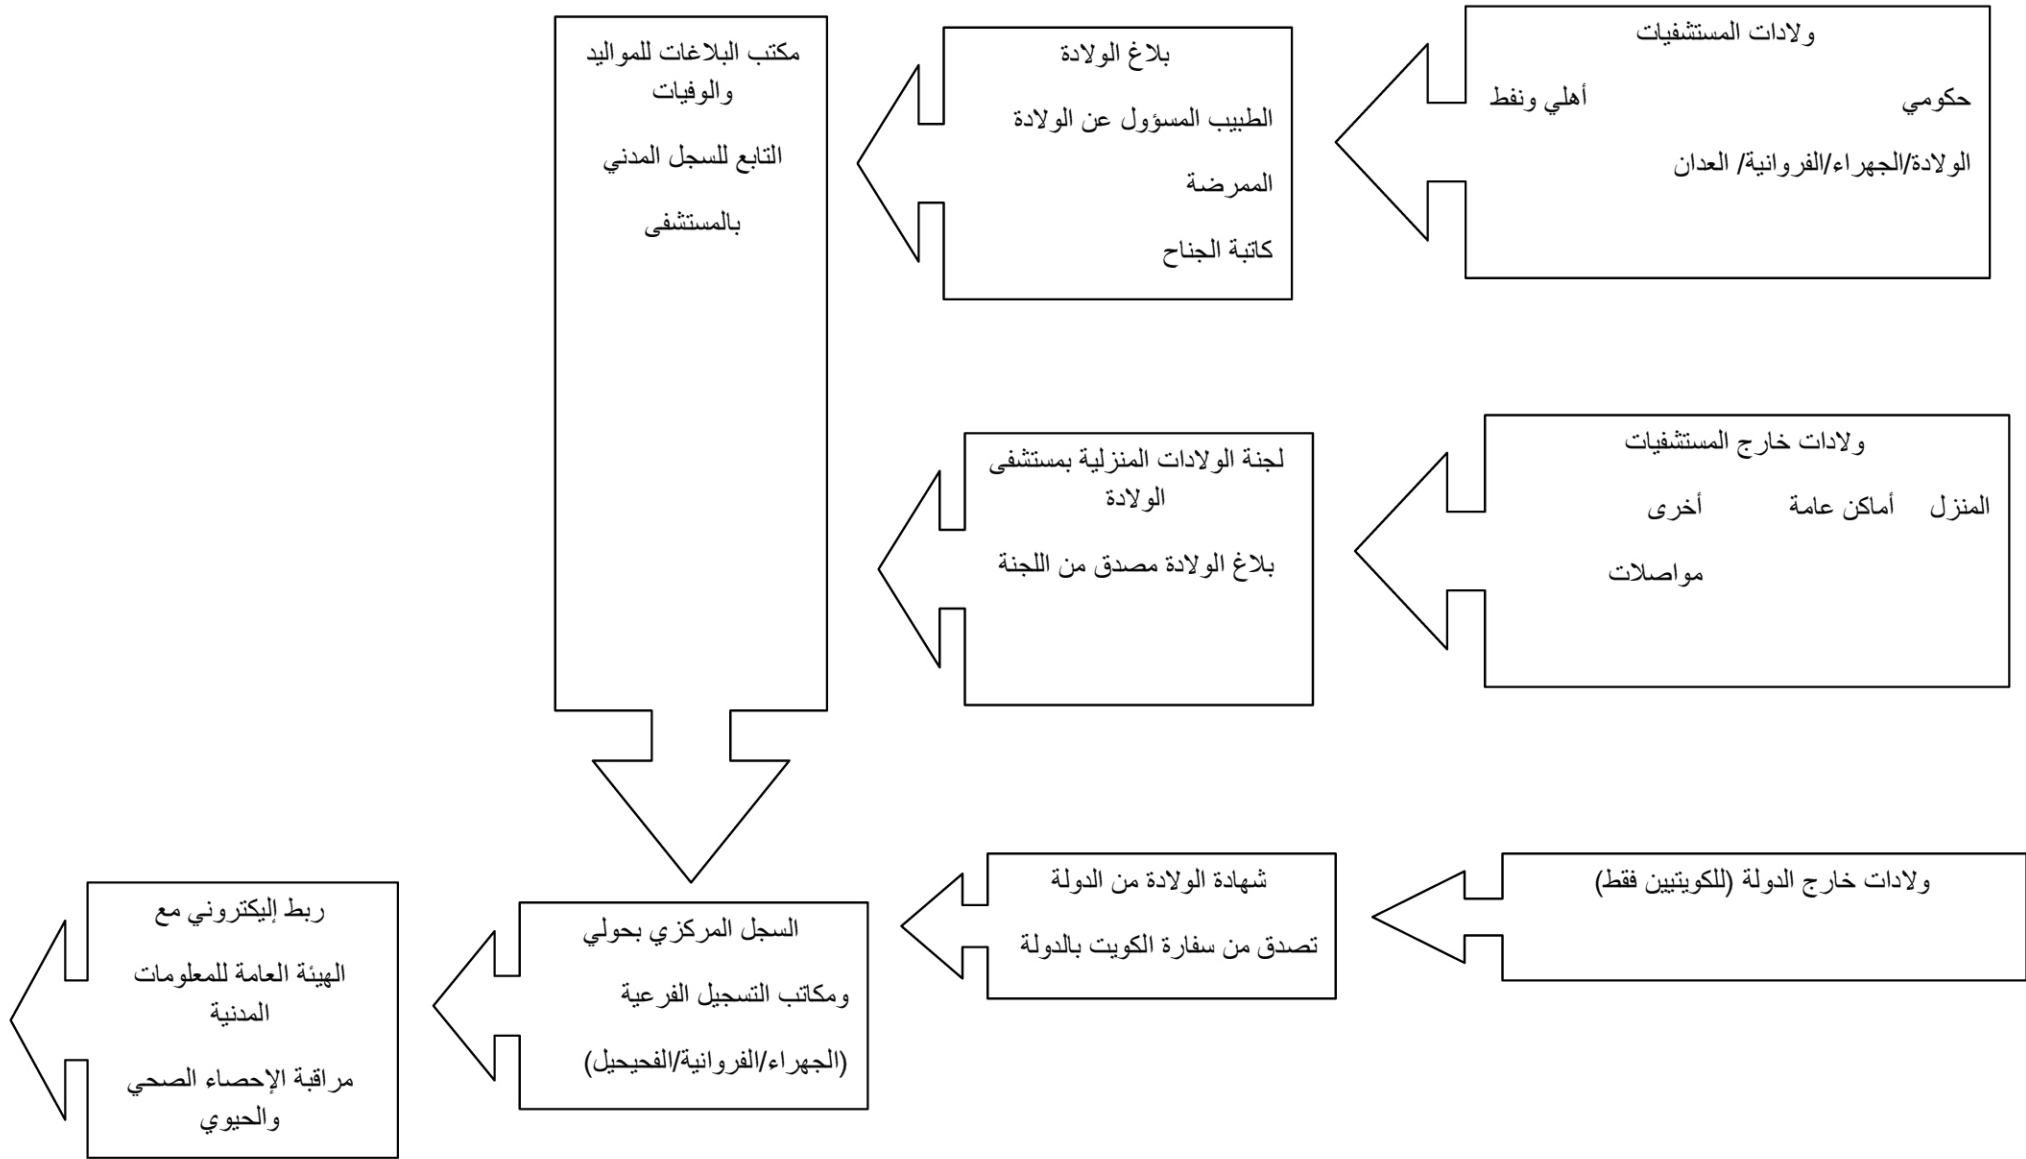 ولادات المستشفيات
حكومي أهلي ونفط
الولادة/الجهراء/الفروانية/ العدان
بلاغ الولادة
الطبيب المسؤول عن الولادة
الممرضة
كاتبة الجناح
مكتب البلاغات للمواليد
والوفيات
التابع للسجل المدني
بالمستشفى
ولادات خارج المستشفيات
المنزل أماكن عامة أخرى
مواصلات
لجنة الولادات المنزلية بمستشفى
الولادة
بلاغ الولادة مصدق من اللجنة
ولادات خارج الدولة (للكويتيين فقط)
شهادة الولادة من الدولة
تصدق من سفارة الكويت بالدولة
السجل المركزي بحولي
ومكاتب التسجيل الفرعية
(الجهراء/الفروانية/الفحيحيل)
ربط إليكتروني مع
الهيئة العامة للمعلومات
المدنية
مراقبة الإحصاء الصحي
والحيوي